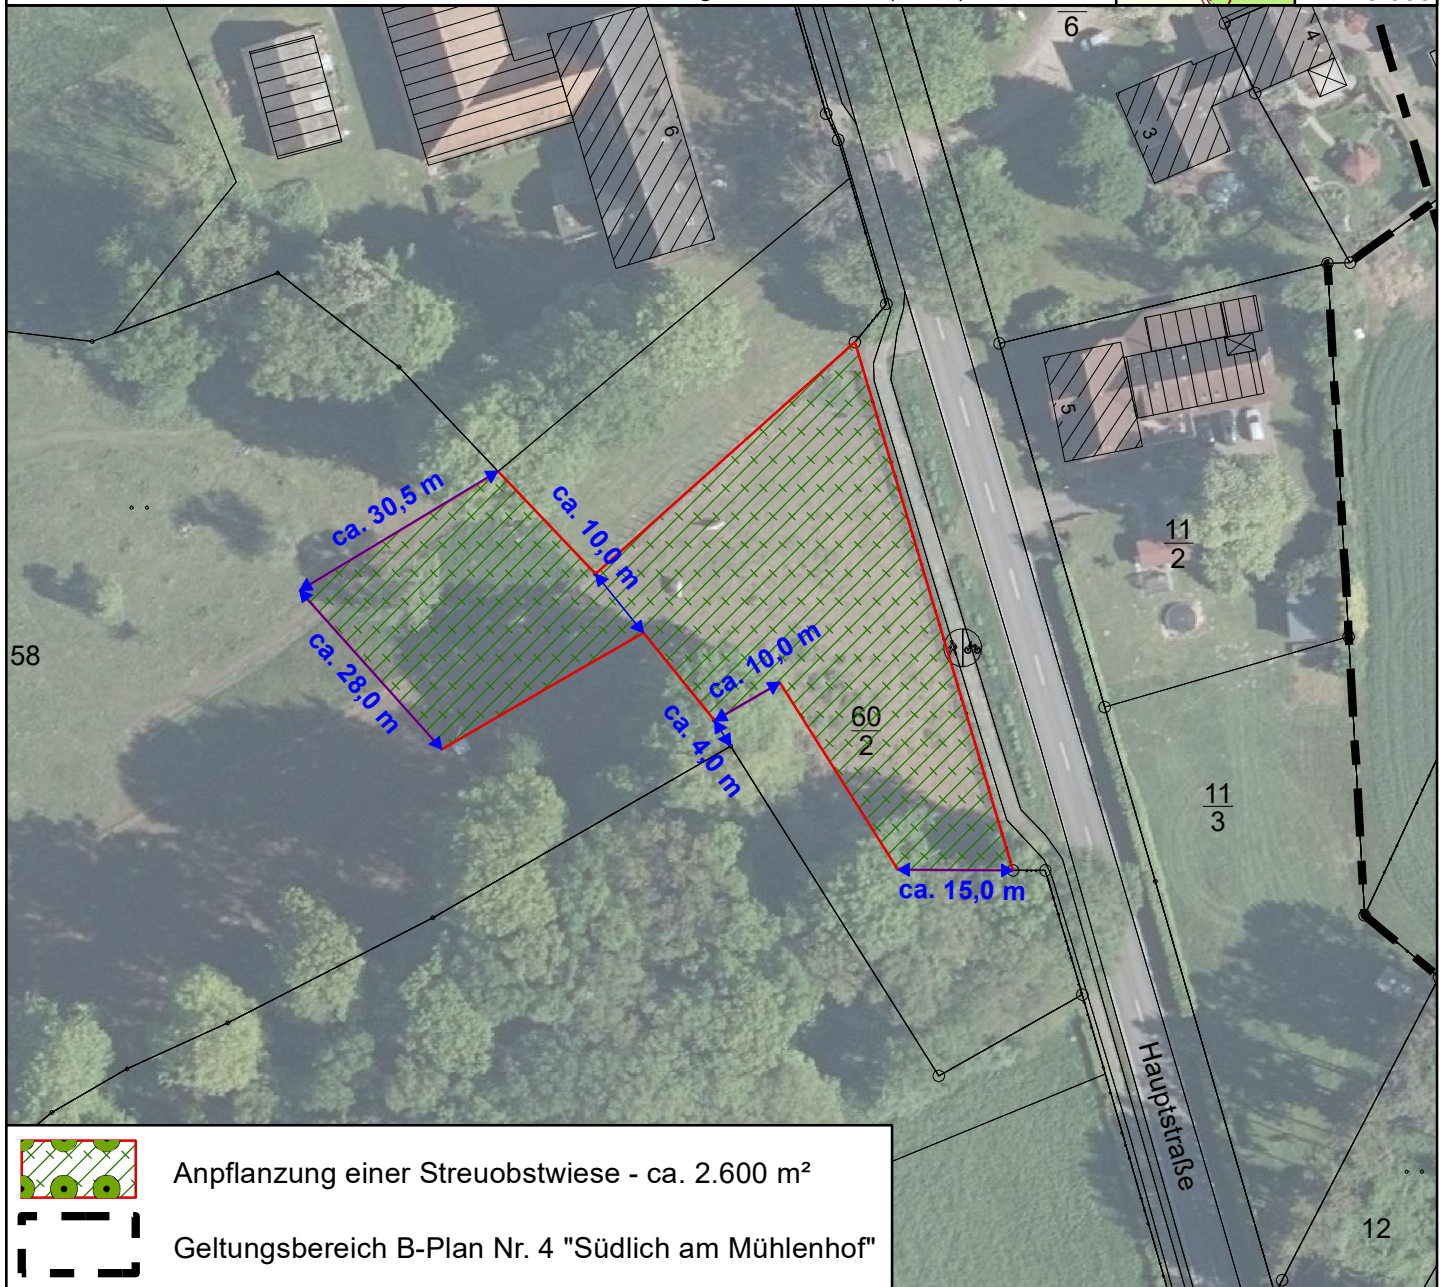 6
4
3
6
5
ca. 30,5 m
ca. 10,0 m
11
2
58
ca. 28,0 m
ca. 10,0 m
60
2
ca. 4,0 m
11
3
ca. 15,0 m
Hauptstraße
12
Anpflanzung einer Streuobstwiese - ca. 2.600 m²
Geltungsbereich B-Plan Nr. 4 "Südlich am Mühlenhof"